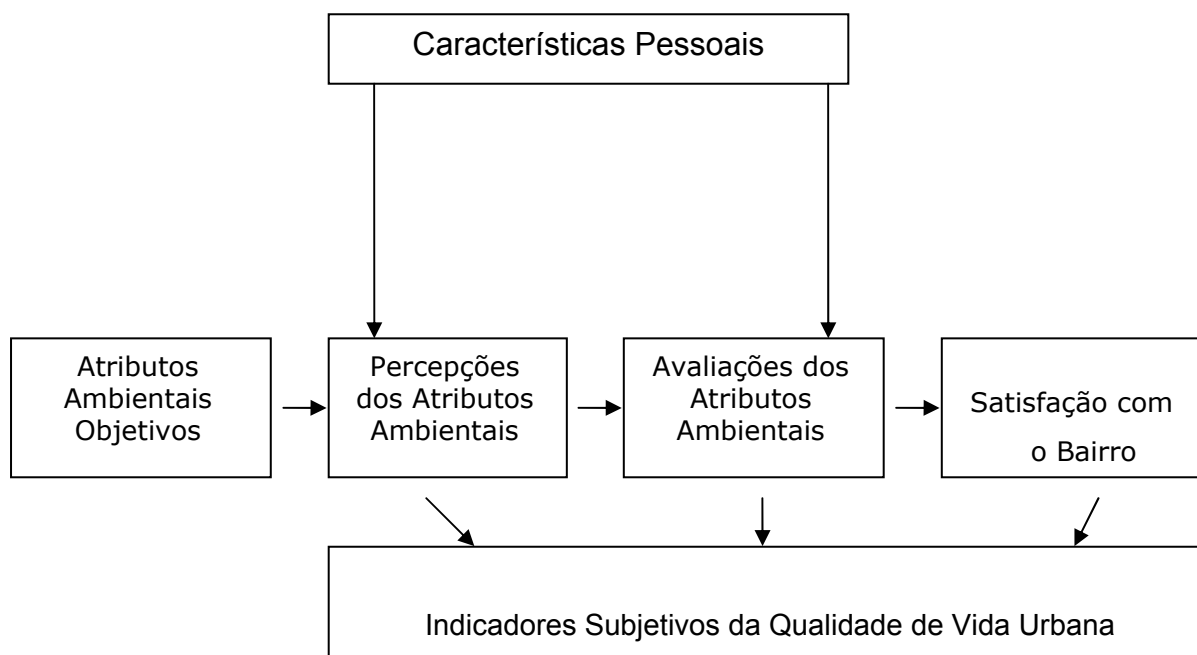 Características Pessoais
Atributos
Ambientais
Objetivos
Percepções
dos Atributos
Ambientais
Avaliações dos
Atributos
Ambientais
Satisfação com
o Bairro
Indicadores Subjetivos da Qualidade de Vida Urbana